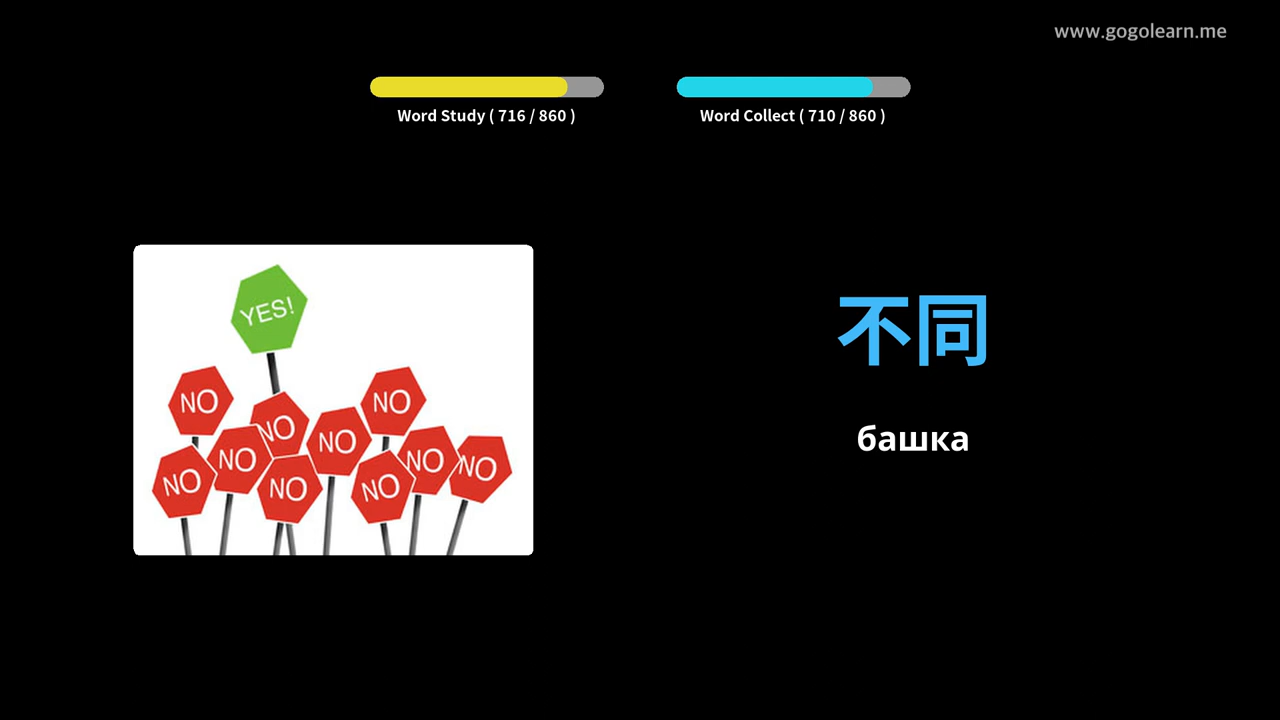 www.gogolearn.me
Word Study ( 716 / 860 )
Word Collect ( 710 / 860 )
YES!
NO
NO
NO
NO
NO
NO
NO
NO
NO
NO
不同
башка